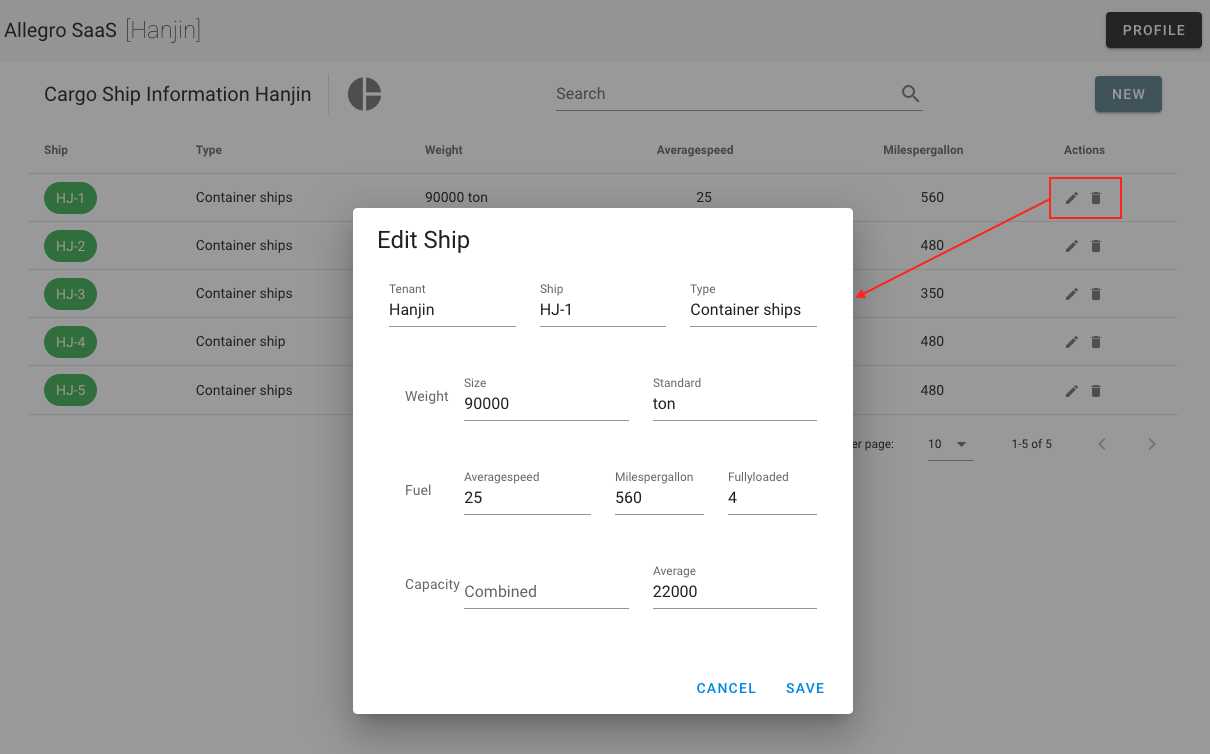 Allegro SaaS [Hanjin]
PROFILE
Cargo Ship Information Hanjin
Search
NEW
Ship Type Weight Averagespeed Milespergallon Actions
HJ-1 Container ships 90000 ton 25 560
HJ-2 Container ships 480
HJ-3 Container ships 350
HJ-4 Container ship 480
HJ-5 Container ships 480
page: 10 1-5 of 5
Edit Ship
Tenant Ship Type
Hanjin HJ-1 Container ships
Weight
Size Standard
90000 ton
Fuel
Averagespeed Milespergallon Fullyloaded
25 560 4
Capacity
Combined
Average
22000
CANCEL SAVE